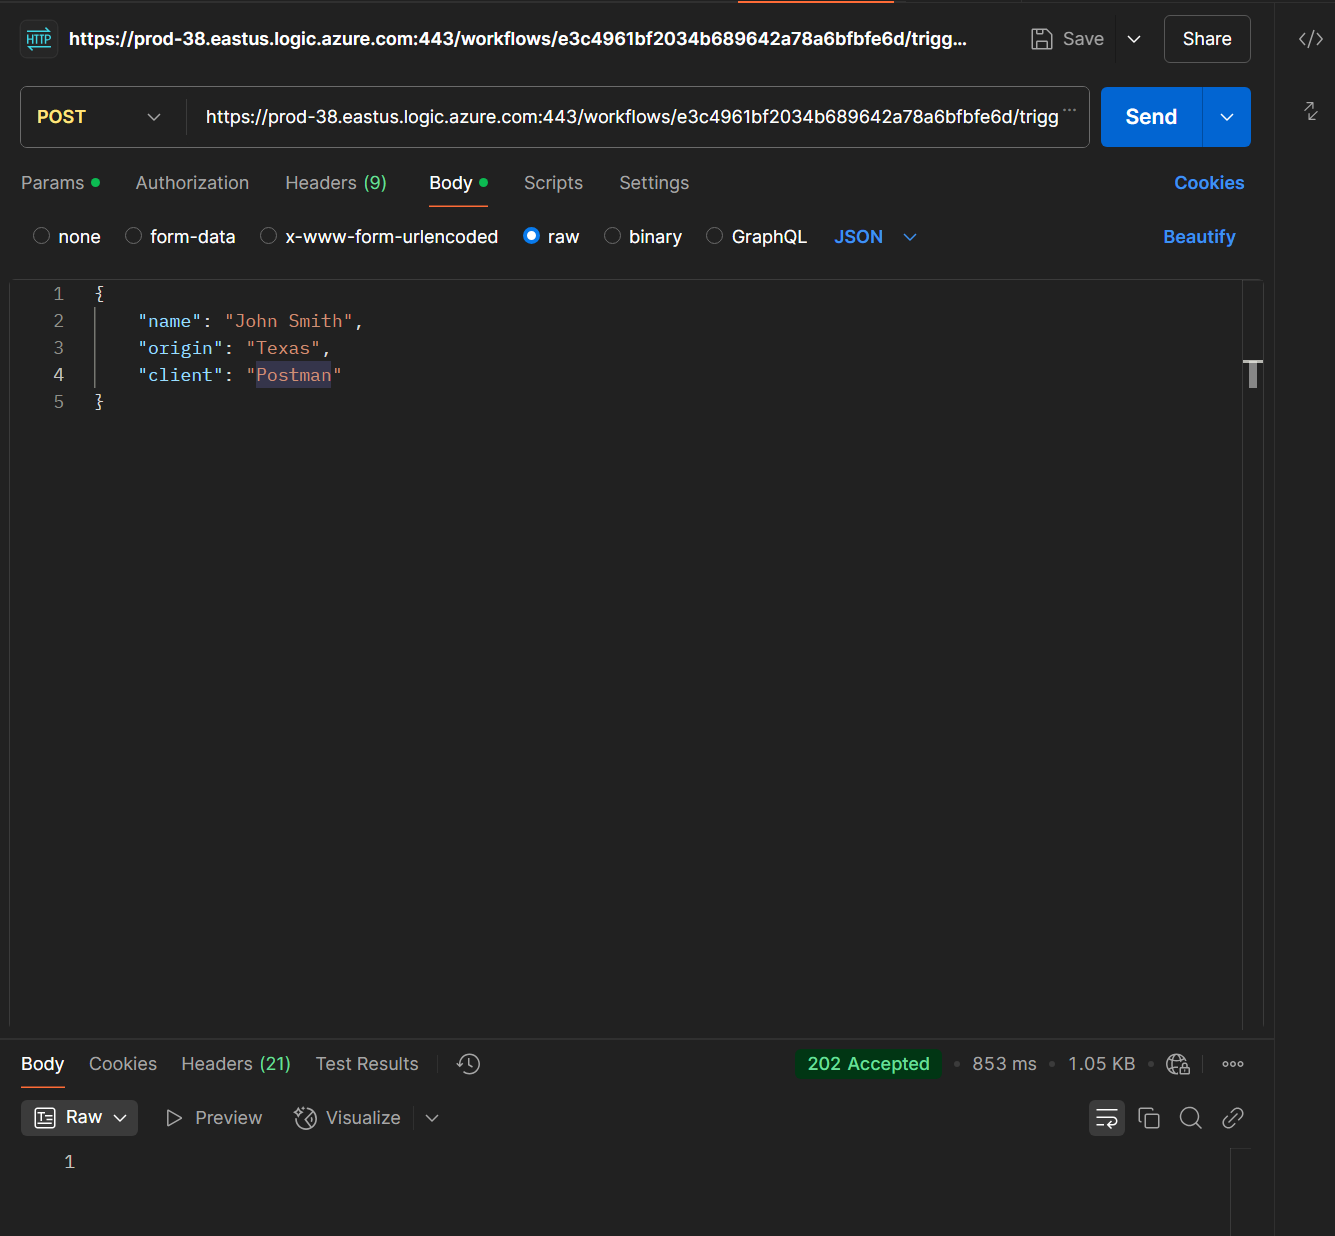 HTTP https://prod-38.eastus.logic.azure.com:443/workflows/e3c4961bf2034b689642a78a6bfbfe6d/trigg... Save Share
POST https://prod-38.eastus.logic.azure.com:443/workflows/e3c4961bf2034b689642a78a6bfbfe6d/trigg ... Send
Params Authorization Headers (9) Body Scripts Settings Cookies
none form-data x-www-form-urlencoded raw binary GraphQL JSON Beautify
1 {
2 "name": "John Smith",
3 "origin": "Texas",
4 "client": "Postman"
5 }
Body Cookies Headers (21) Test Results 202 Accepted • 853 ms • 1.05 KB •
Raw Preview Visualize
1